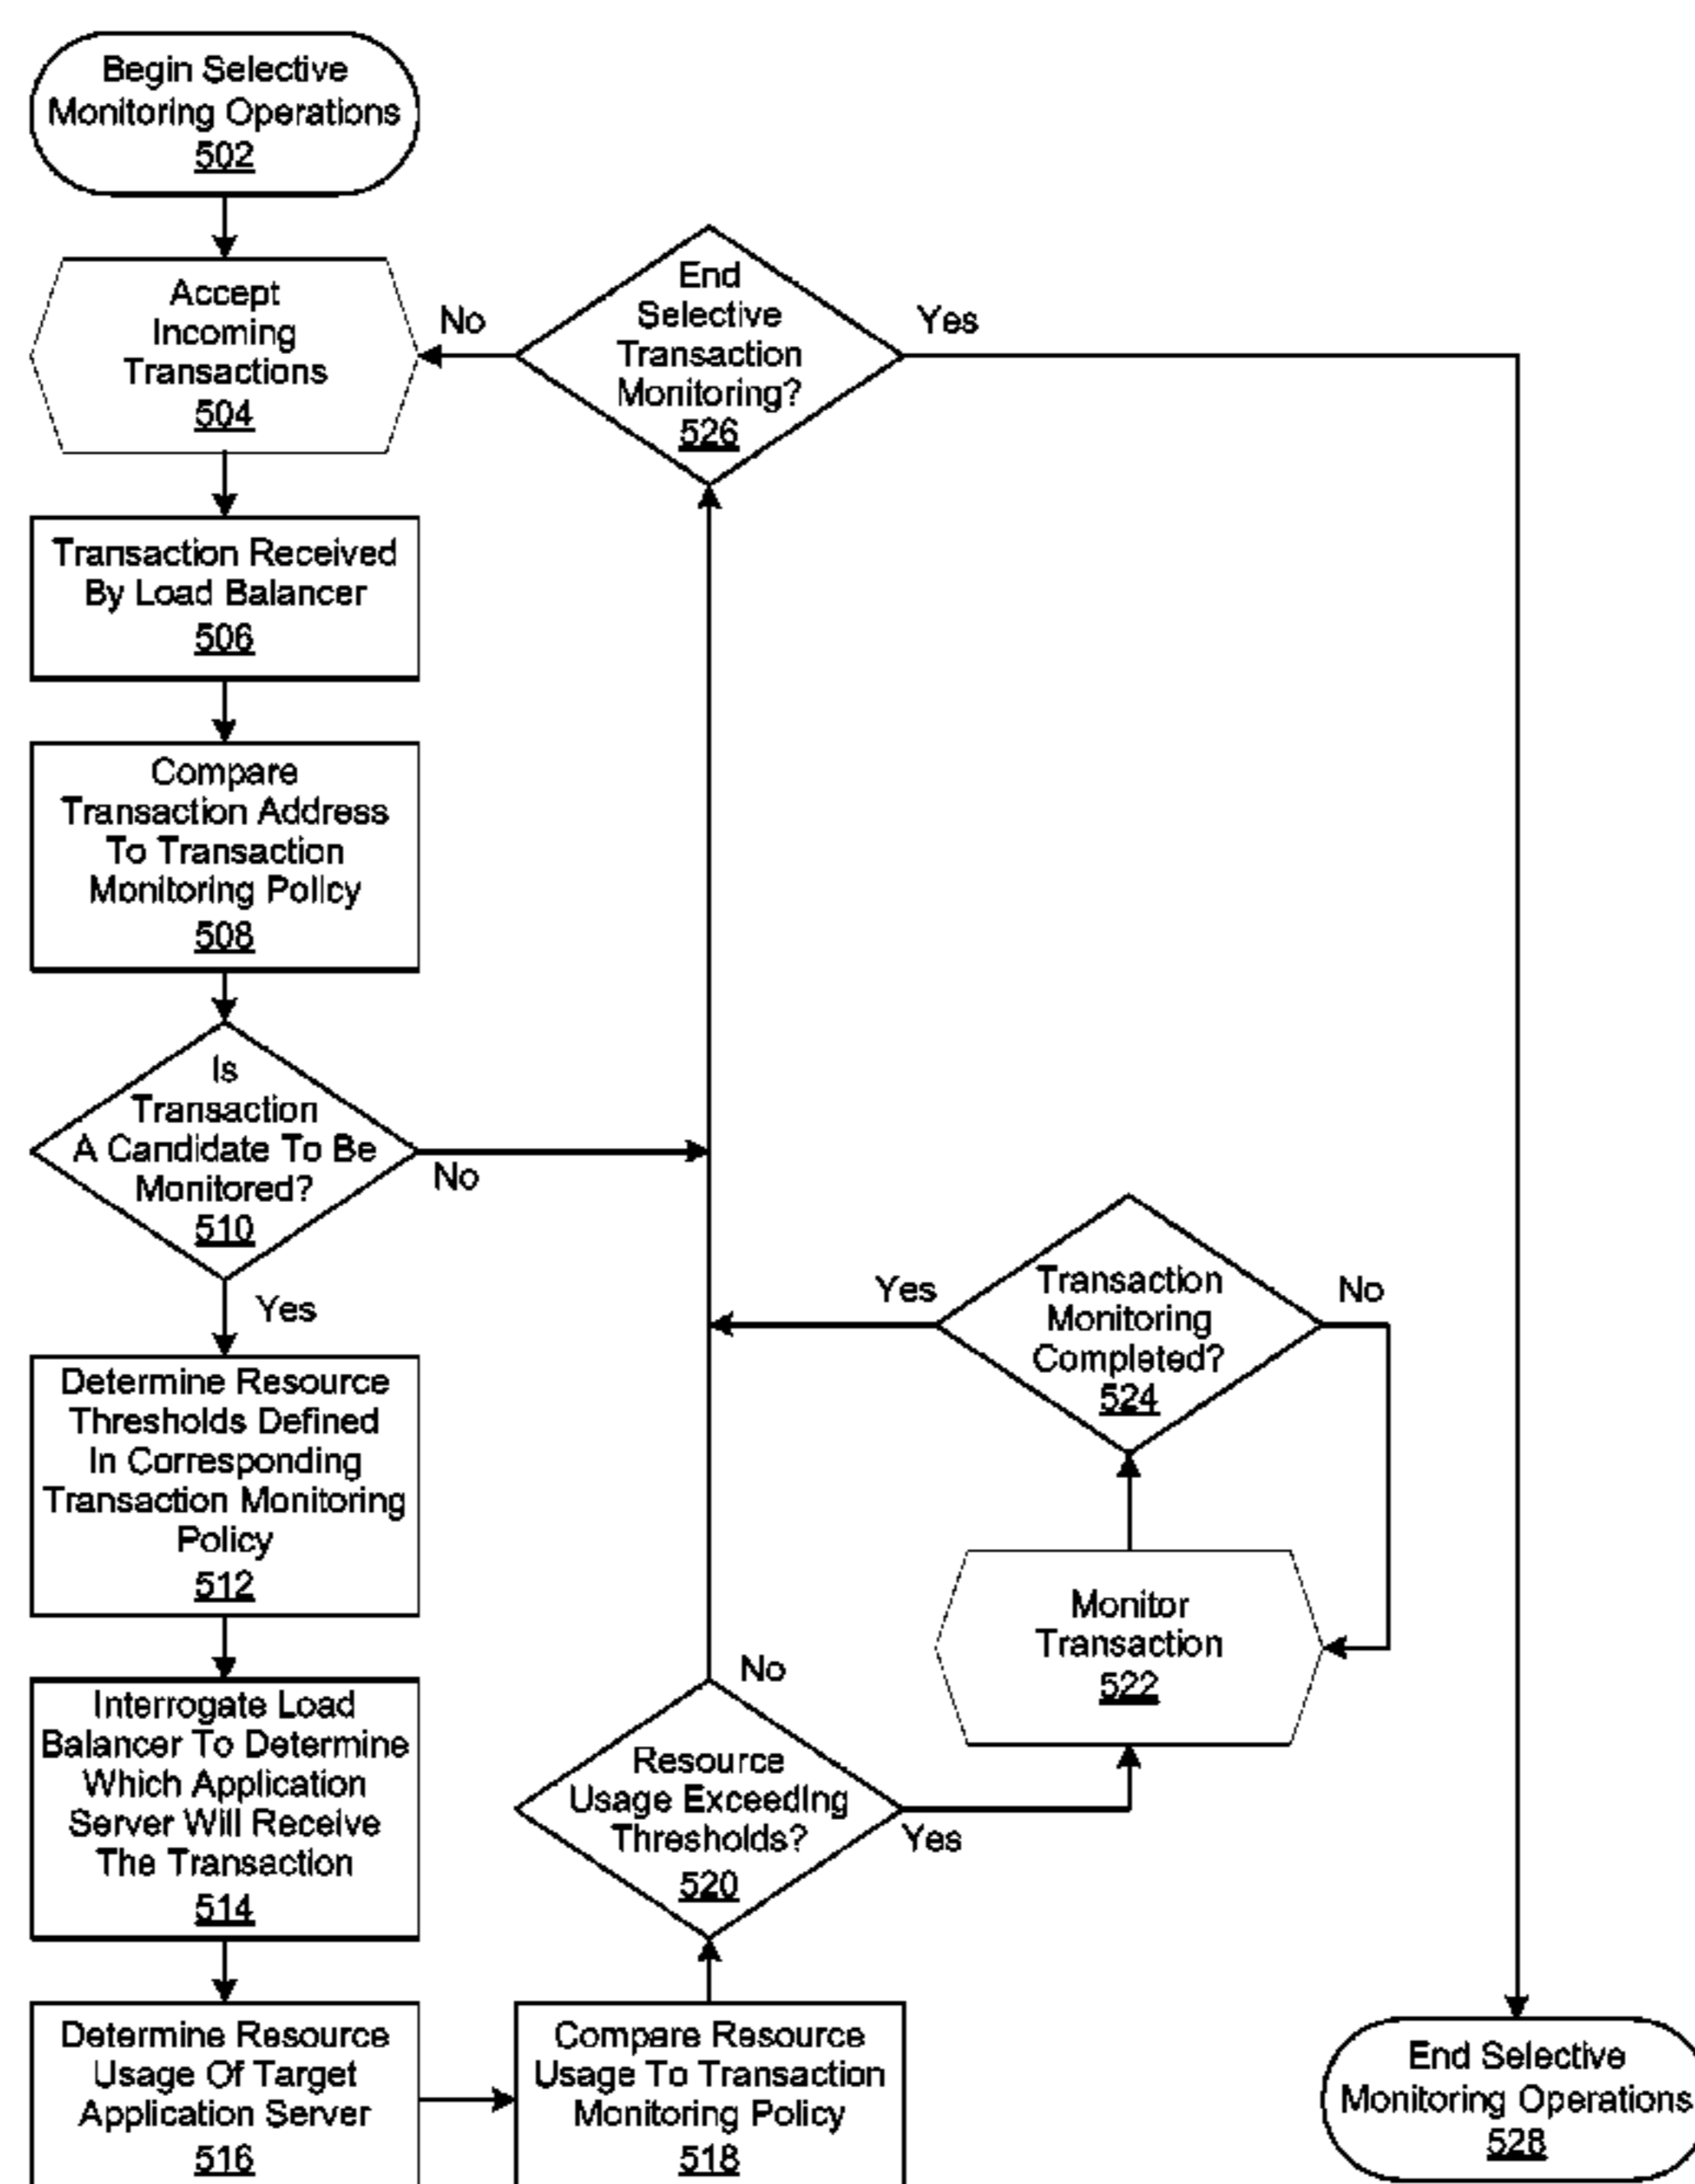 Begin Selective
Monitoring Operations
502
Accept
Incoming
Transactions
504
No
End
Selective
Transaction
Monitoring?
526
Yes
Transaction Received
By Load Balancer
506
Compare
Transaction Address
To Transaction
Monitoring Policy
508
Is
Transaction
A Candidate To Be
Monitored?
510
No
Yes
Determine Resource
Thresholds Defined
In Corresponding
Transaction Monitoring
Policy
512
Yes
Transaction
Monitoring
Completed?
524
No
Monitor
Transaction
522
Interrogate Load
Balancer To Determine
Which Application
Server Will Receive
The Transaction
514
No
Resource
Usage Exceeding
Thresholds?
520
Yes
Determine Resource
Usage Of Target
Application Server
516
Compare Resource
Usage To Transaction
Monitoring Policy
518
End Selective
Monitoring Operations
528